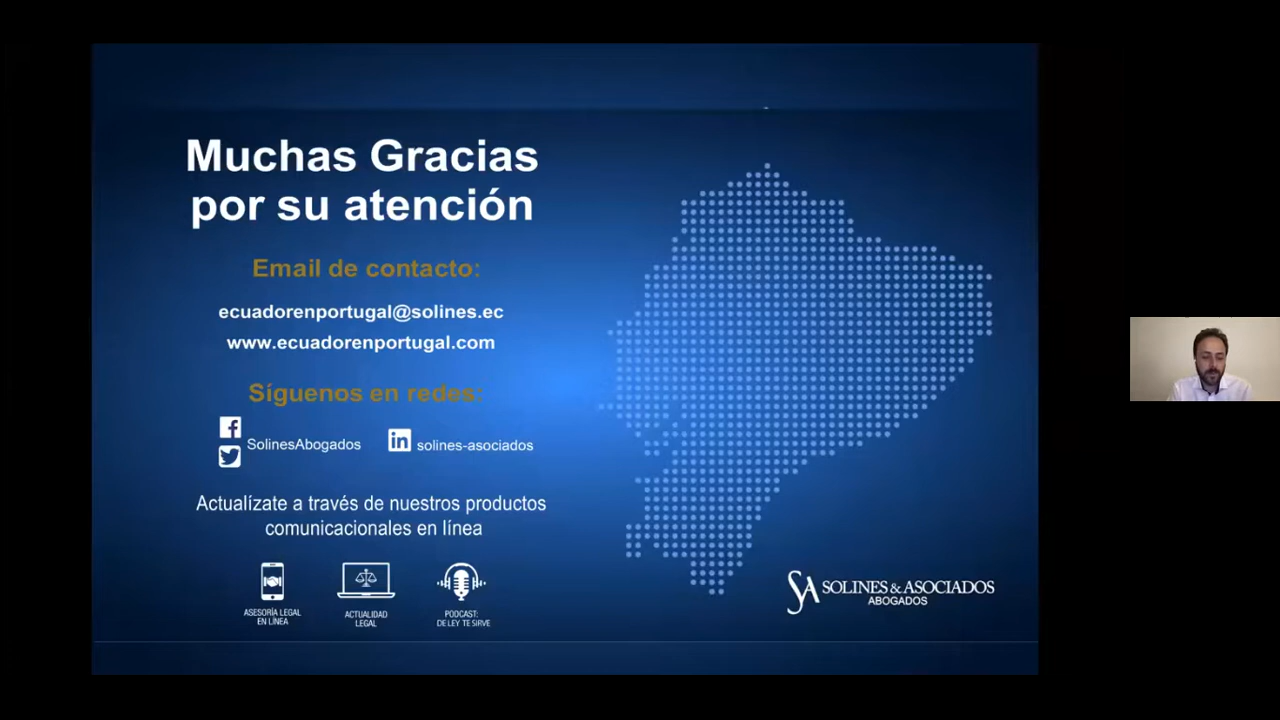 Muchas Gracias
por su atención
Email de contacto:
ecuadorenportugal@solines.ec
www.ecuadorenportugal.com
Síguenos en redes:
SolinesAbogados
in solines-asociados
Actualízate a través de nuestros productos
comunicacionales en línea
ASESORÍA LEGAL
EN LÍNEA
ACTUALIDAD
LEGAL
PODCAST:
DE LEY TE SIRVE
SA SOLINES & ASOCIADOS
ABOGADOS